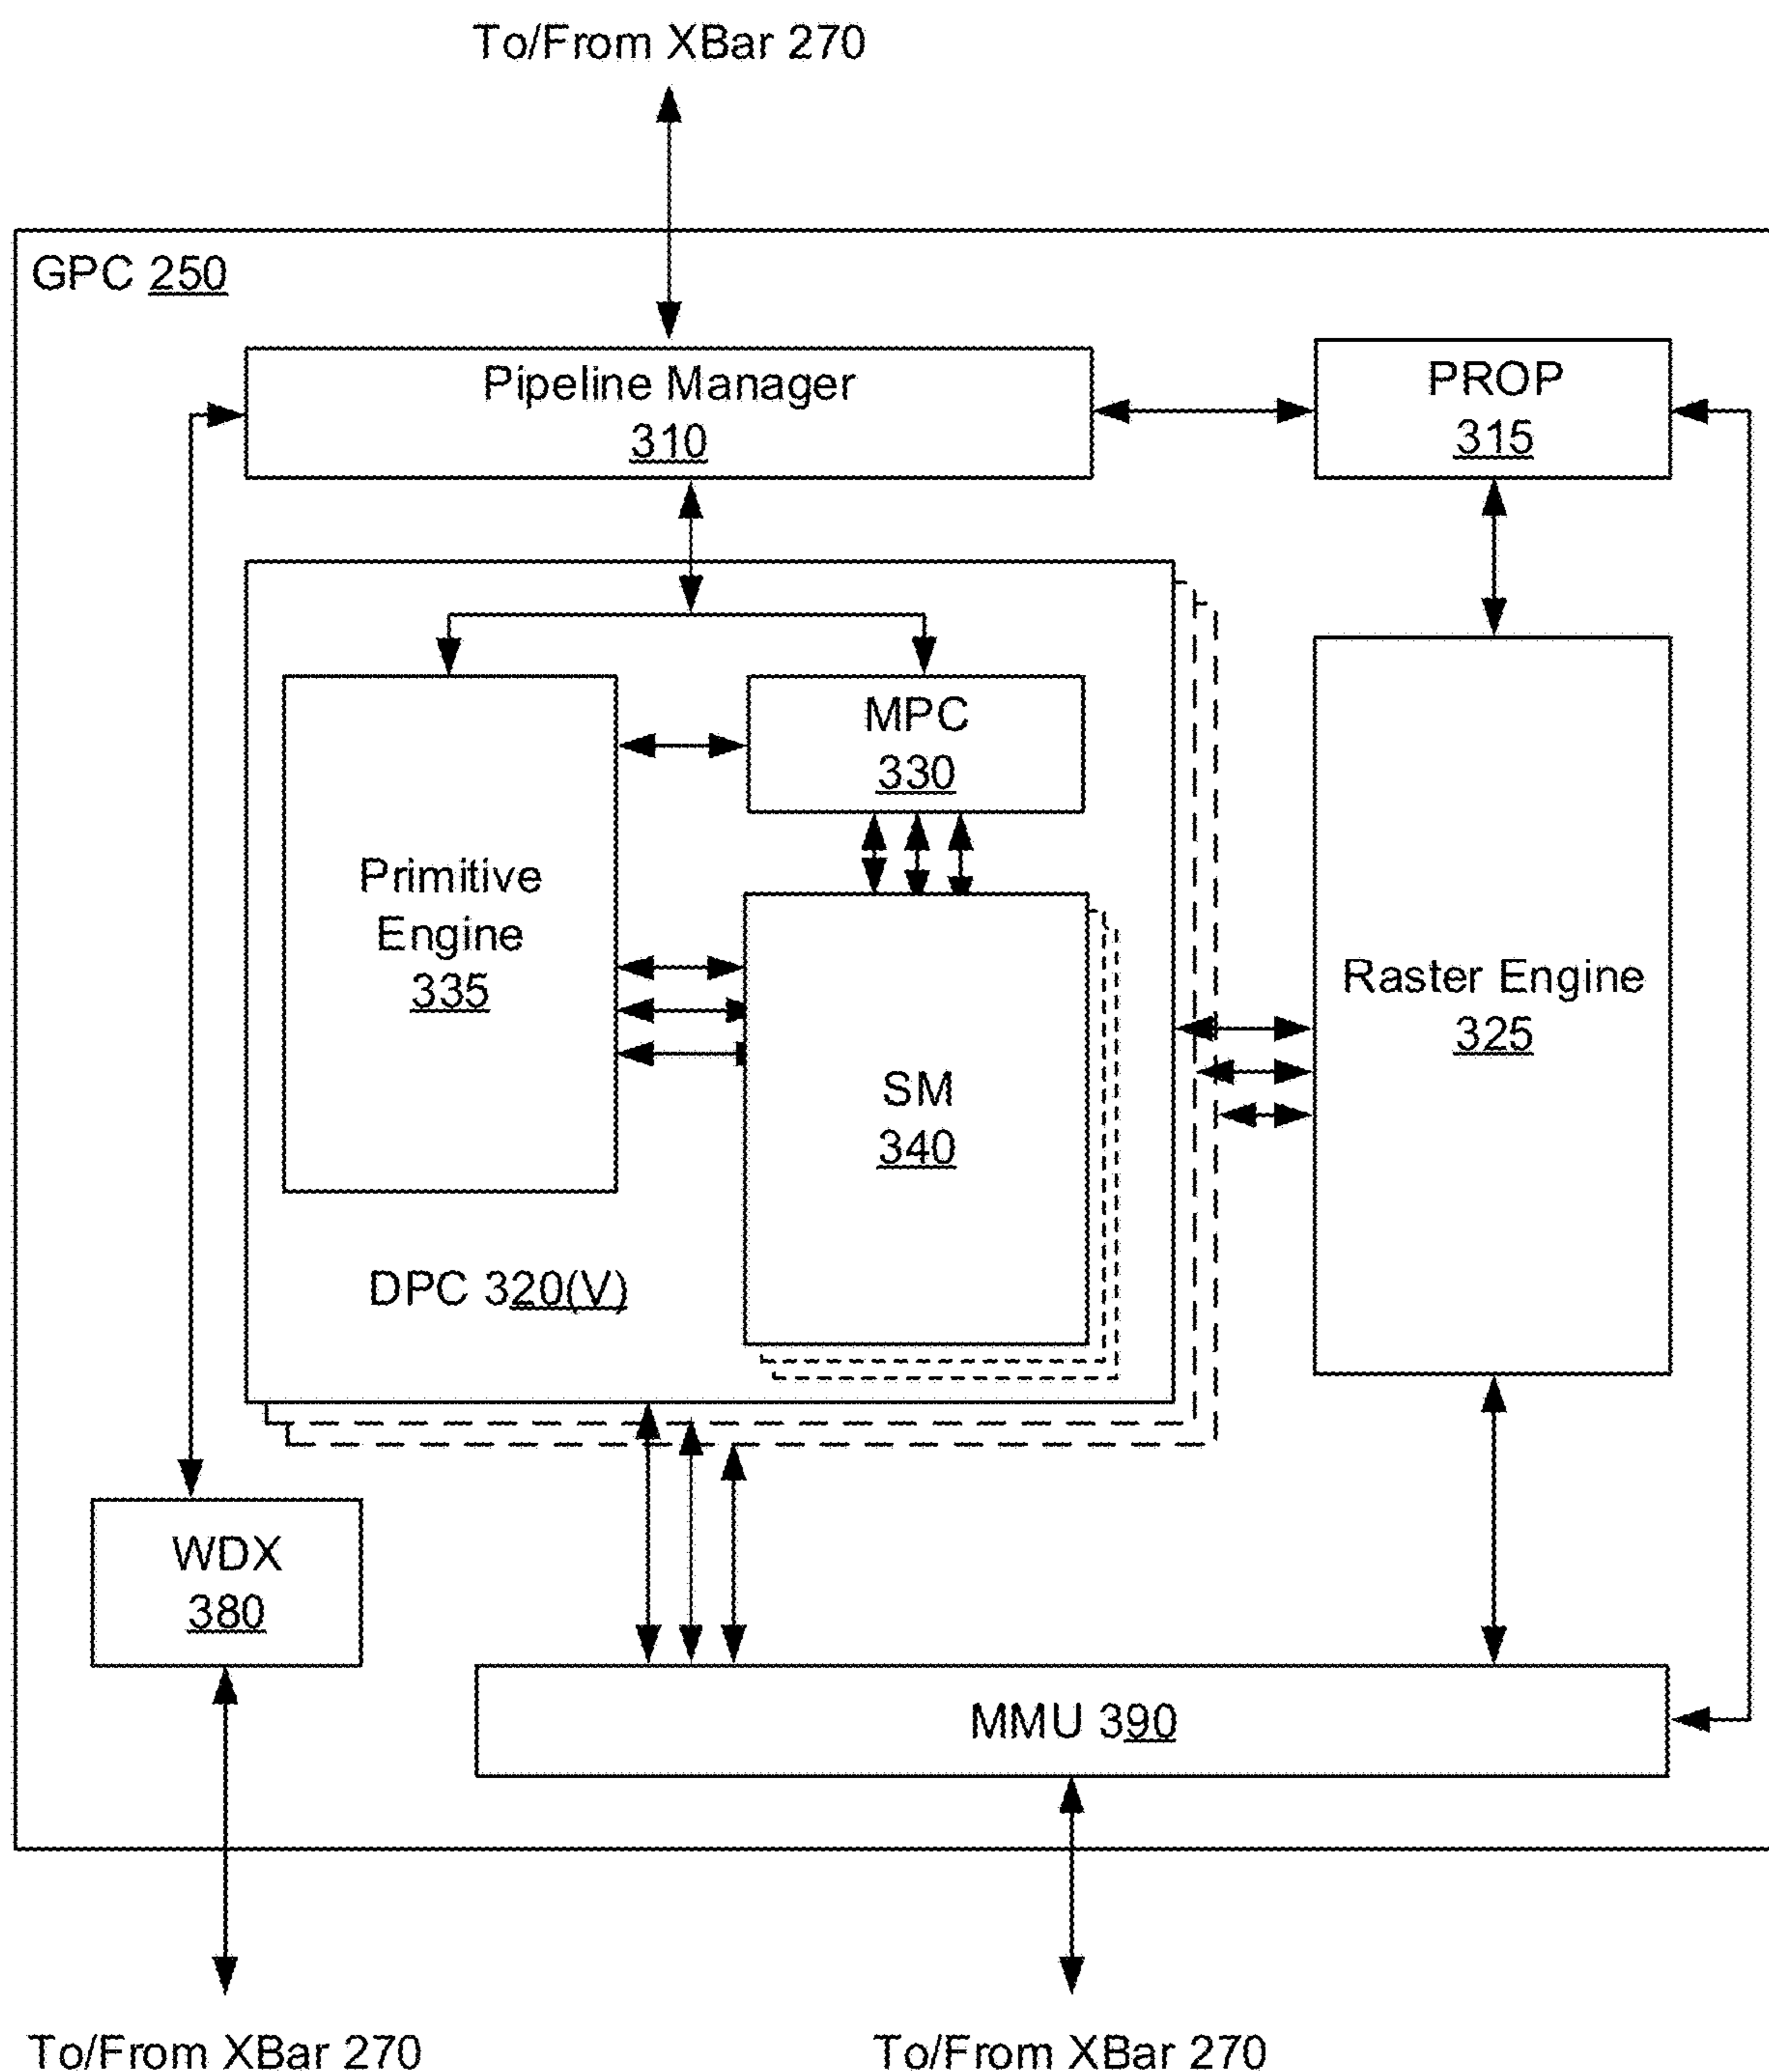 To/From XBar 270
GPC 250
Pipeline Manager
310
PROP
315
MPC
330
Primitive
Engine
335
Raster Engine
325
SM
340
DPC 320(V)
WDX
380
MMU 390
To/From XBar 270
To/From XBar 270